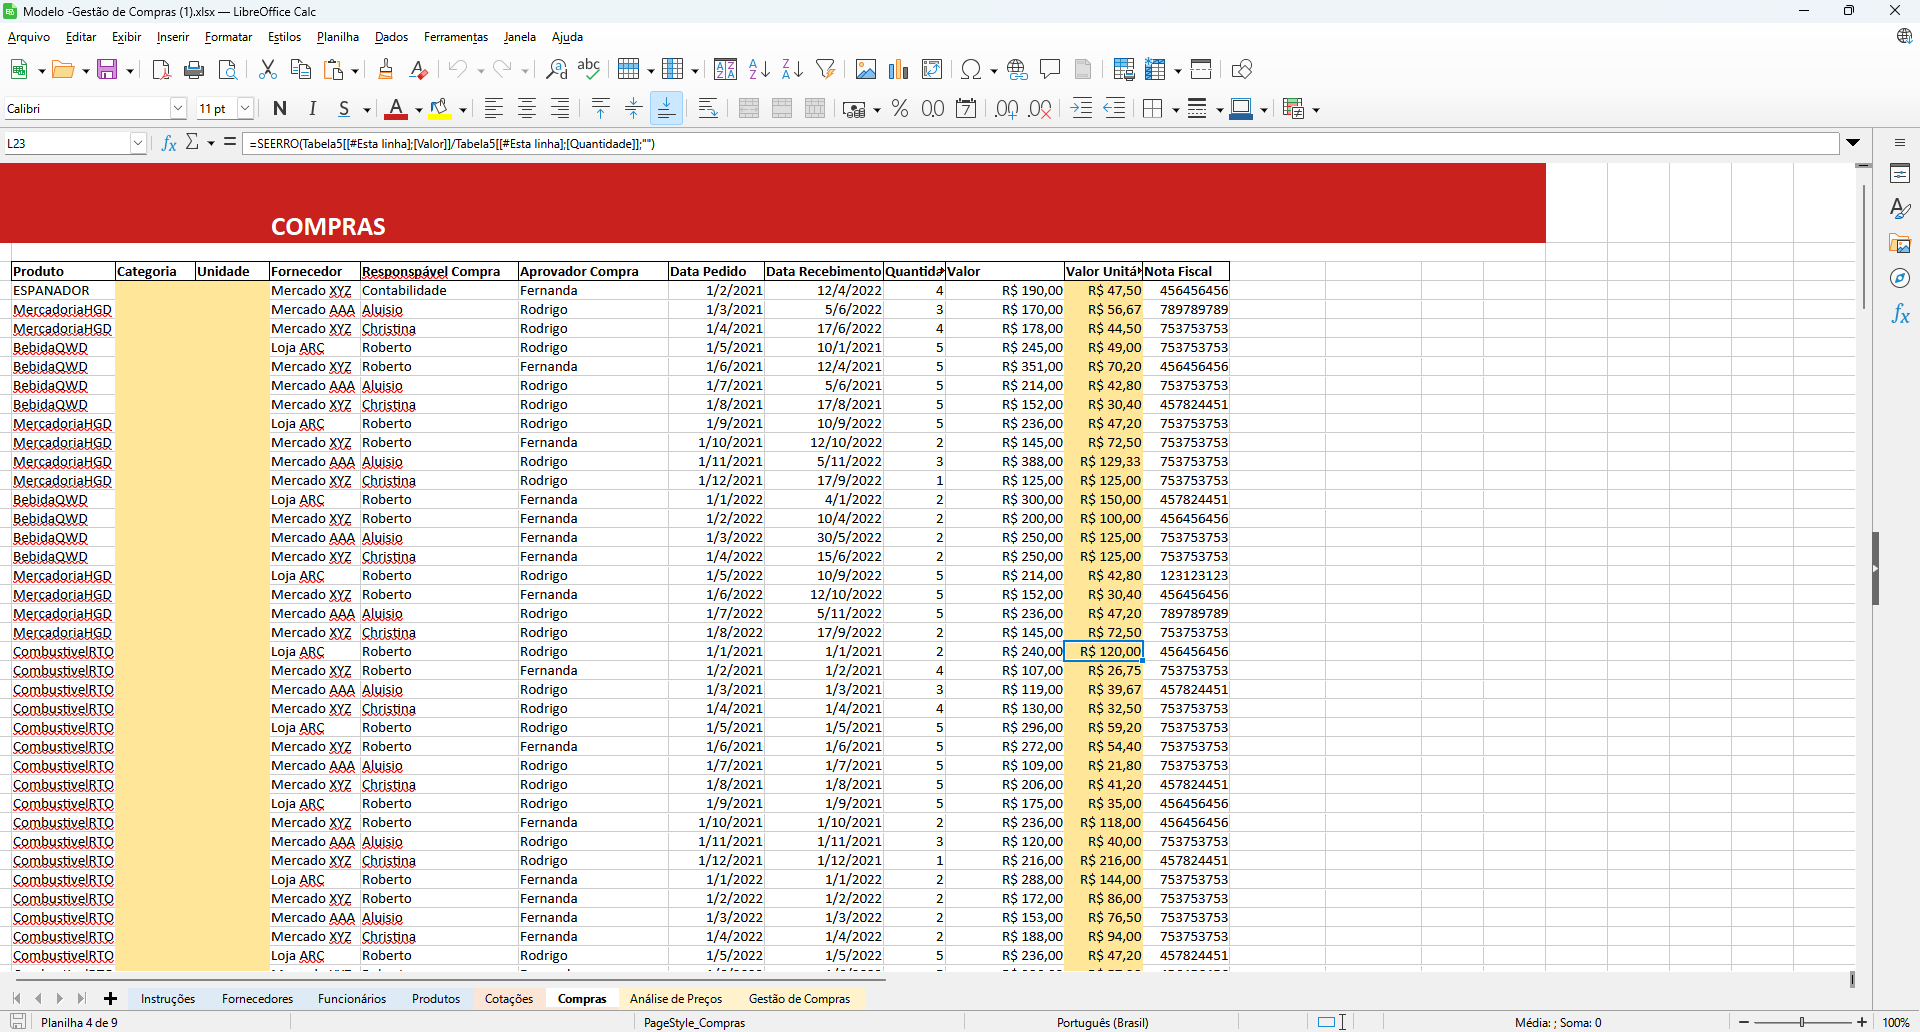 Modelo -Gestão de Compras (1).xlsx — LibreOffice Calc
Arquivo Editar Exibir Inserir Formatar Estilos Planilha Dados Ferramentas Janela Ajuda
Calibri 11 pt N I S A
L23 fx Σ = =SEERRO(Tabela5[[#Esta linha];[Valor]]/Tabela5[[#Esta linha];[Quantidade]];"")
COMPRAS
Produto Categoria Unidade Fornecedor Responspável Compra Aprovador Compra Data Pedido Data Recebimento Quantida Valor Valor Unitá Nota Fiscal
ESPANADOR Mercado XYZ Contabilidade Fernanda 1/2/2021 12/4/2022 4 R$ 190,00 R$ 47,50 456456456
MercadoriaHGD Mercado AAA Aluisio Rodrigo 1/3/2021 5/6/2022 3 R$ 170,00 R$ 56,67 789789789
MercadoriaHGD Mercado XYZ Christina Rodrigo 1/4/2021 17/6/2022 4 R$ 178,00 R$ 44,50 753753753
BebidaQWD Loja ARC Roberto Rodrigo 1/5/2021 10/1/2021 5 R$ 245,00 R$ 49,00 753753753
BebidaQWD Mercado XYZ Roberto Fernanda 1/6/2021 12/4/2021 5 R$ 351,00 R$ 70,20 456456456
BebidaQWD Mercado AAA Aluisio Rodrigo 1/7/2021 5/6/2021 5 R$ 214,00 R$ 42,80 753753753
BebidaQWD Mercado XYZ Christina Rodrigo 1/8/2021 17/8/2021 5 R$ 152,00 R$ 30,40 457824451
MercadoriaHGD Loja ARC Roberto Rodrigo 1/9/2021 10/9/2022 5 R$ 236,00 R$ 47,20 753753753
MercadoriaHGD Mercado XYZ Roberto Fernanda 1/10/2021 12/10/2022 2 R$ 145,00 R$ 72,50 753753753
MercadoriaHGD Mercado AAA Aluisio Rodrigo 1/11/2021 5/11/2022 3 R$ 388,00 R$ 129,33 753753753
MercadoriaHGD Mercado XYZ Christina Rodrigo 1/12/2021 17/9/2022 1 R$ 125,00 R$ 125,00 753753753
BebidaQWD Loja ARC Roberto Fernanda 1/1/2022 4/1/2022 2 R$ 300,00 R$ 150,00 457824451
BebidaQWD Mercado XYZ Roberto Fernanda 1/2/2022 10/4/2022 2 R$ 200,00 R$ 100,00 456456456
BebidaQWD Mercado AAA Aluisio Fernanda 1/3/2022 30/5/2022 2 R$ 250,00 R$ 125,00 753753753
BebidaQWD Mercado XYZ Christina Fernanda 1/4/2022 15/6/2022 2 R$ 250,00 R$ 125,00 753753753
MercadoriaHGD Loja ARC Roberto Rodrigo 1/5/2022 10/9/2022 5 R$ 214,00 R$ 42,80 123123123
MercadoriaHGD Mercado XYZ Roberto Fernanda 1/6/2022 12/10/2022 5 R$ 152,00 R$ 30,40 456456456
MercadoriaHGD Mercado AAA Aluisio Rodrigo 1/7/2022 5/11/2022 5 R$ 236,00 R$ 47,20 789789789
MercadoriaHGD Mercado XYZ Christina Rodrigo 1/8/2022 17/9/2022 2 R$ 145,00 R$ 72,50 753753753
CombustivelRTO Loja ARC Roberto Rodrigo 1/1/2021 1/1/2021 2 R$ 240,00 R$ 120,00 456456456
CombustivelRTO Mercado XYZ Roberto Fernanda 1/2/2021 1/2/2021 4 R$ 107,00 R$ 26,75 753753753
CombustivelRTO Mercado AAA Aluisio Rodrigo 1/3/2021 1/3/2021 3 R$ 119,00 R$ 39,67 457824451
CombustivelRTO Mercado XYZ Christina Rodrigo 1/4/2021 1/4/2021 4 R$ 130,00 R$ 32,50 753753753
CombustivelRTO Loja ARC Roberto Rodrigo 1/5/2021 1/5/2021 5 R$ 296,00 R$ 59,20 753753753
CombustivelRTO Mercado XYZ Roberto Fernanda 1/6/2021 1/6/2021 5 R$ 272,00 R$ 54,40 753753753
CombustivelRTO Mercado AAA Aluisio Rodrigo 1/7/2021 1/7/2021 5 R$ 109,00 R$ 21,80 753753753
CombustivelRTO Mercado XYZ Christina Rodrigo 1/8/2021 1/8/2021 5 R$ 206,00 R$ 41,20 457824451
CombustivelRTO Loja ARC Roberto Rodrigo 1/9/2021 1/9/2021 5 R$ 175,00 R$ 35,00 456456456
CombustivelRTO Mercado XYZ Roberto Fernanda 1/10/2021 1/10/2021 2 R$ 236,00 R$ 118,00 456456456
CombustivelRTO Mercado AAA Aluisio Rodrigo 1/11/2021 1/11/2021 3 R$ 120,00 R$ 40,00 753753753
CombustivelRTO Mercado XYZ Christina Rodrigo 1/12/2021 1/12/2021 1 R$ 216,00 R$ 216,00 457824451
CombustivelRTO Loja ARC Roberto Fernanda 1/1/2022 1/1/2022 2 R$ 288,00 R$ 144,00 753753753
CombustivelRTO Mercado XYZ Roberto Fernanda 1/2/2022 1/2/2022 2 R$ 172,00 R$ 86,00 753753753
CombustivelRTO Mercado AAA Aluisio Fernanda 1/3/2022 1/3/2022 2 R$ 153,00 R$ 76,50 753753753
CombustivelRTO Mercado XYZ Christina Fernanda 1/4/2022 1/4/2022 2 R$ 188,00 R$ 94,00 753753753
CombustivelRTO Loja ARC Roberto Rodrigo 1/5/2022 1/5/2022 5 R$ 236,00 R$ 47,20 753753753
Instruções Fornecedores Funcionários Produtos Cotações Compras Análise de Preços Gestão de Compras
Planilha 4 de 9 PageStyle_Compras Português (Brasil) Média: ; Soma: 0 100%